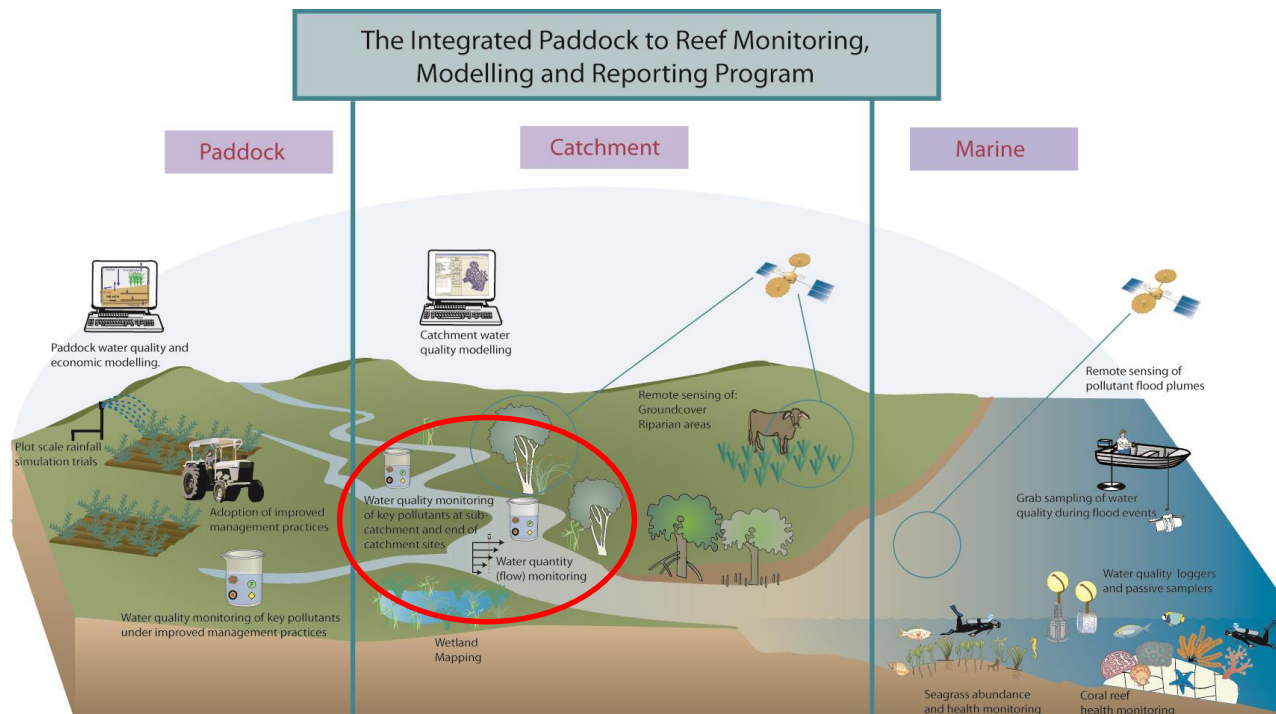 The Integrated Paddock to Reef Monitoring,
Modelling and Reporting Program
Paddock
Catchment
Marine
Paddock water quality and
economic modelling.
Catchment water
quality modelling
Remote sensing of
pollutant flood plumes
Remote sensing of:
Groundcover
Riparian areas
Plot scale rainfall
simulation trials
Adoption of improved
management practices
Water quality monitoring
of key pollutants at sub-
catchment and end of
catchment sites
Grab sampling of water
quality during flood events
Water quantity
(flow) monitoring
Water quality loggers
and passive samplers
Water quality monitoring of key pollutants
under improved management practices
Wetland
Mapping
Seagrass abundance
and health monitoring
Coral reef
health monitoring